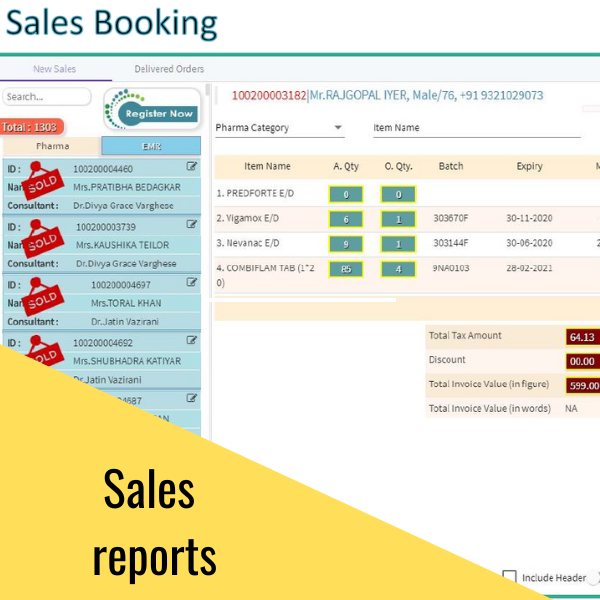 Sales Booking
New Sales
Delivered Orders
Search...
Register Now
Total : 1303
Pharma
EMR
ID :
100200004460
SOLD
Mrs.PRATIBHA BEDAGKAR
Consultant :
Dr.Divya Grace Varghese
ID :
100200003739
SOLD
Mrs.KAUSHIKA TEILOR
Consultant :
Dr.Divya Grace Varghese
ID :
100200004697
SOLD
Mrs.TORAL KHAN
Consultant :
Dr.Jatin Vazirani
ID :
100200004692
SOLD
Mrs.SHUBHADRA KATIYAR
Dr.Jatin Vazirani
4687
100200003182|Mr.RAJGOPAL IYER, Male/76, +91 9321029073
Pharma Category
Item Name
Item Name A. Qty O. Qty. Batch Expiry
1. PREDFORTE E/D 0 0
2. Vigamox E/D 6 1 303670F 30-11-2020
3. Nevanac E/D 9 1 303144F 30-06-2020
4. COMBIFLAM TAB (1*2 85 4 9NA0103 28-02-2021
0)
Total Tax Amount 64.13
Discount 00.00
Total Invoice Value (in figure) 599.00
Total Invoice Value (in words) NA
Include Header
Sales
reports